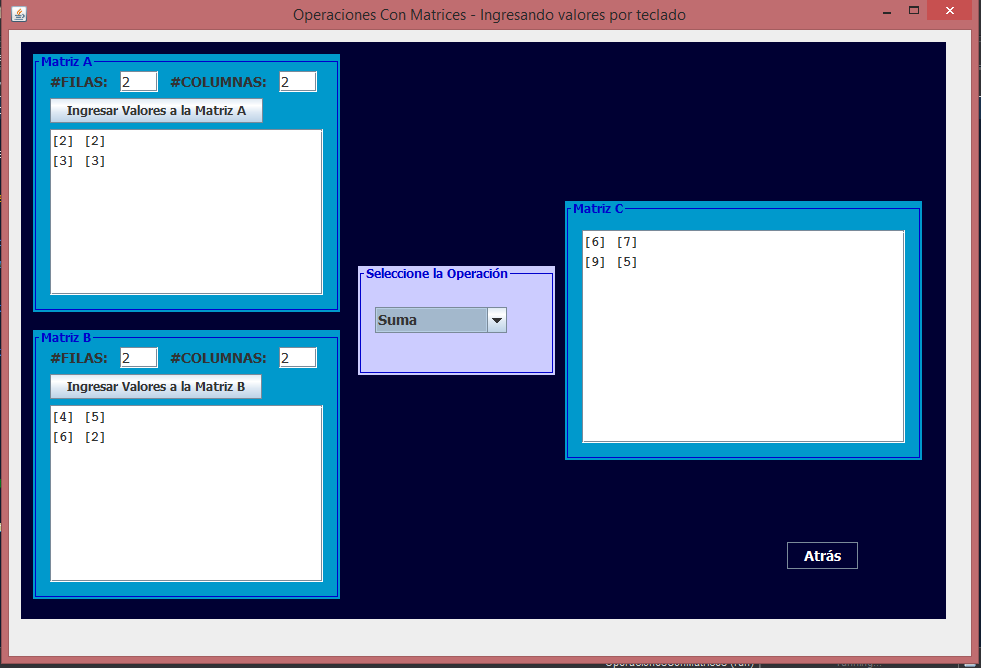 Operaciones Con Matrices - Ingresando valores por teclado
Matriz A
#FILAS: 2 #COLUMNAS: 2
Ingresar Valores a la Matriz A
[2] [2]
[3] [3]
Matriz B
#FILAS: 2 #COLUMNAS: 2
Ingresar Valores a la Matriz B
[4] [5]
[6] [2]
Seleccione la Operación
Suma
Matriz C
[6] [7]
[9] [5]
Atrás